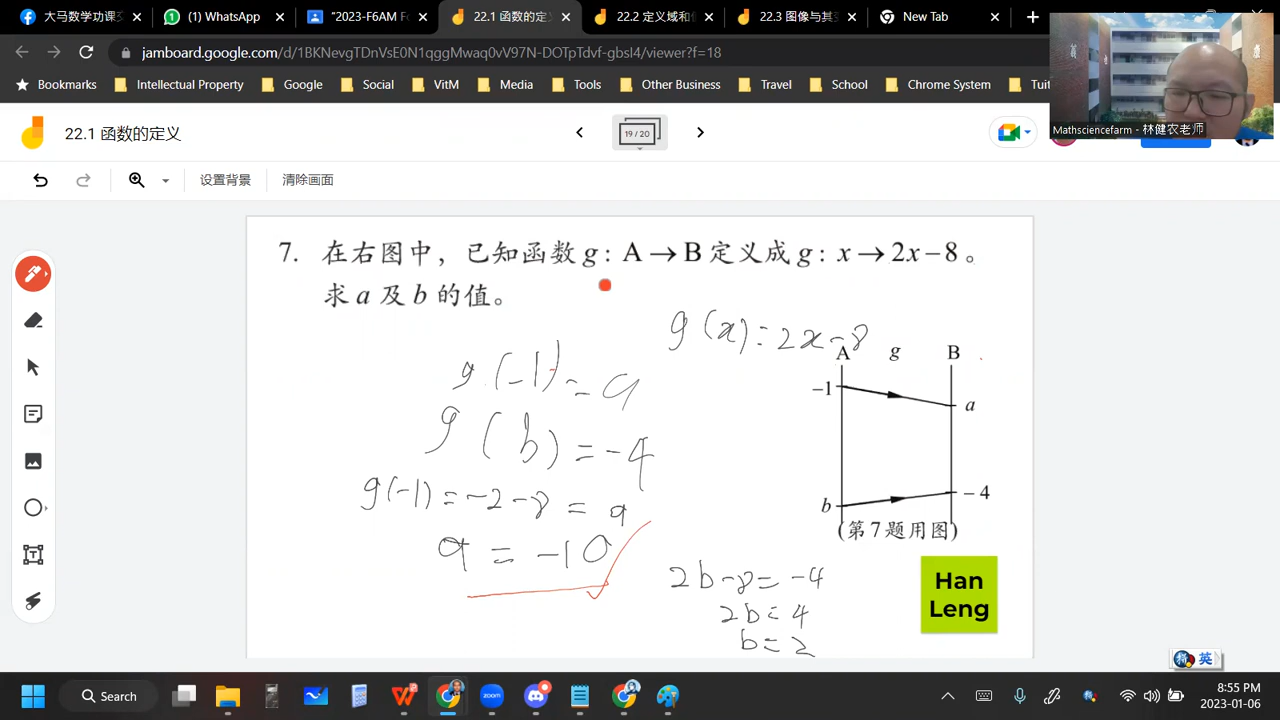 大马数学功课
(1) WhatsApp
"2023-F6AM Fo
22.1 函数的定
22.2 定义域和
22.3 图像与其
New Tab
jamboard.google.com
viewer?f=18
Bookmarks
Intellectual Property
Google
Social
UTM
Media
Tools
Other Business
Travel
School
Chrome System
Tuit
Mathsciencefarm - 林健农老师
22.1 函数的定义
19 / 20
设置背景
清除画面
7. 在右图中，已知函数 g : A → B 定义成 g : x → 2x – 8 。
求 a 及 b 的值。
g(x) = 2x - 8
A g B
g(-1) = a
-1
a
g(b) = -4
g(-1) = -2 - 8 = a
b
- 4
(第 7 题用图)
a = -10
2b - 8 = -4
2b = 4
b = 2
Han
Leng
英
Search
8:55 PM
2023-01-06